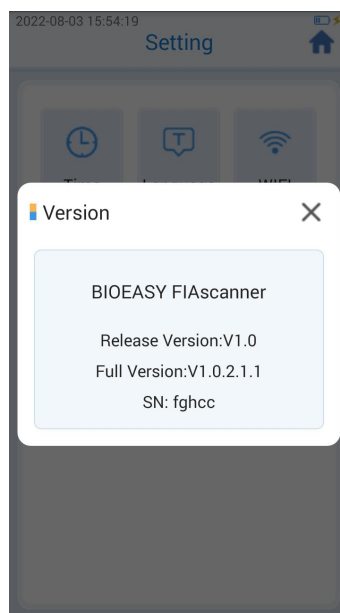 2022-08-03 15:54:19
Setting
T
Version
BIOEASY FIAscanner
Release Version:V1.0
Full Version:V1.0.2.1.1
SN: fghcc